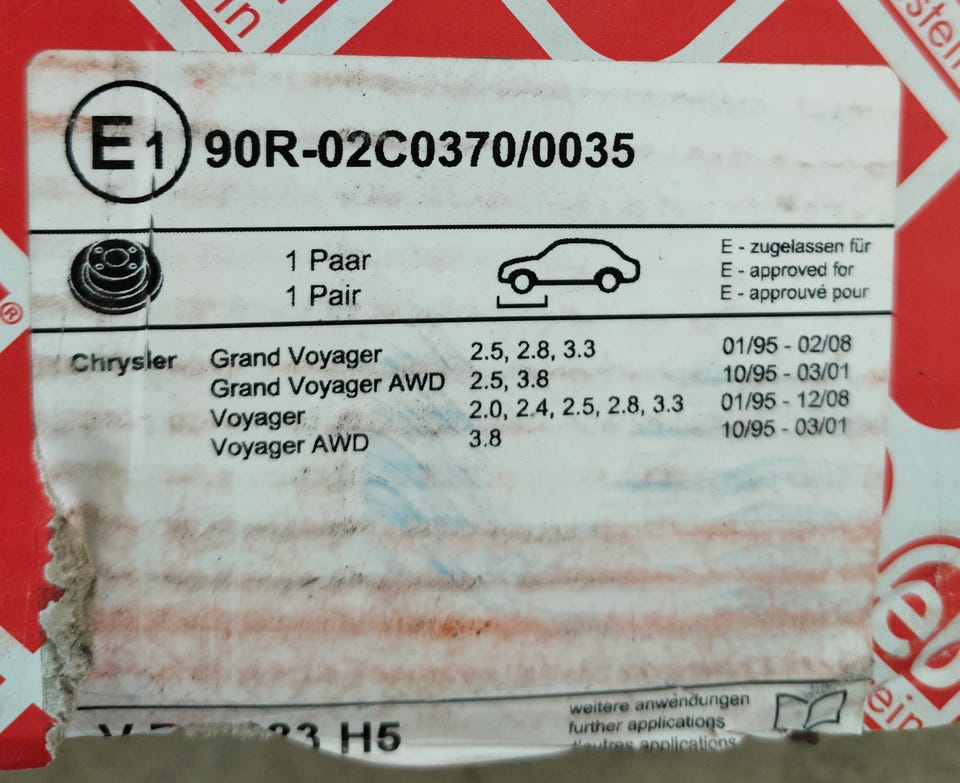 E1 90R-02C0370/0035
1 Paar
1 Pair
E - zugelassen für
E - approved for
E - approuvé pour
Chrysler Grand Voyager 2.5, 2.8, 3.3 01/95 - 02/08
Grand Voyager AWD 2.5, 3.8 10/95 - 03/01
Voyager 2.0, 2.4, 2.5, 2.8, 3.3 01/95 - 12/08
Voyager AWD 3.8 10/95 - 03/01
H5
weitere anwendungen
further applications
d'autres applications